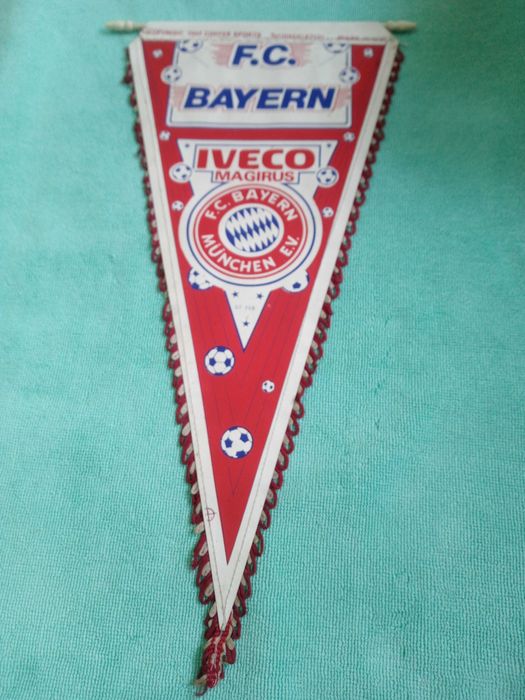 F.C.
BAYERN
IVECO
MAGIRUS
F.C. BAYERN
MÜNCHEN E.V.